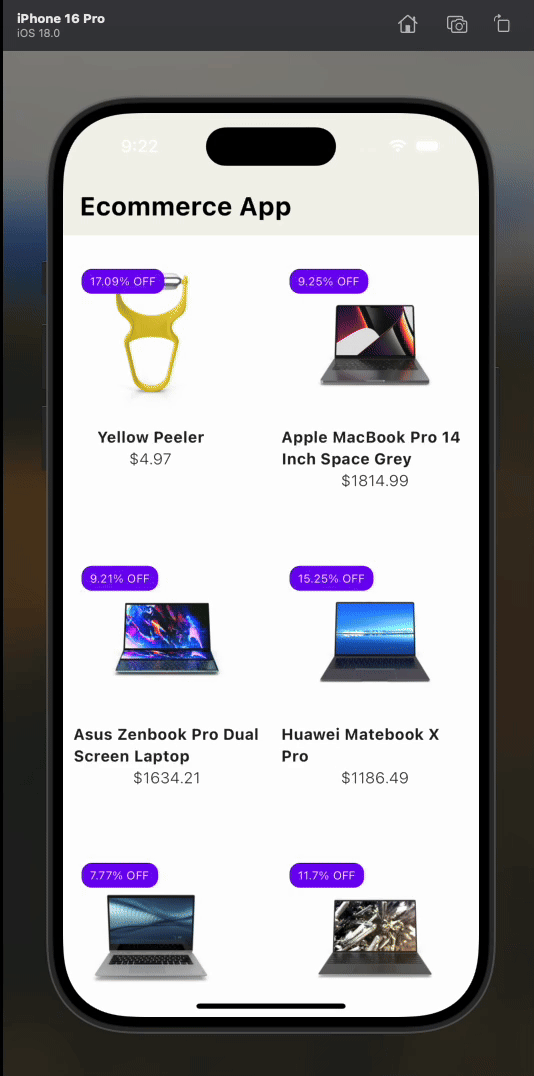 iPhone 16 Pro
iOS 18.0
9:22
Ecommerce App
17.09% OFF
9.25% OFF
Yellow Peeler
$4.97
Apple MacBook Pro 14
Inch Space Grey
$1814.99
9.21% OFF
15.25% OFF
Asus Zenbook Pro Dual
Screen Laptop
$1634.21
Huawei Matebook X
Pro
$1186.49
7.77% OFF
11.7% OFF